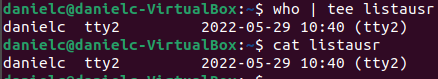 danielc@danielc-VirtualBox:~$ who | tee listausr
danielc  tty2         2022-05-29 10:40 (tty2)
danielc@danielc-VirtualBox:~$ cat listausr
danielc  tty2         2022-05-29 10:40 (tty2)